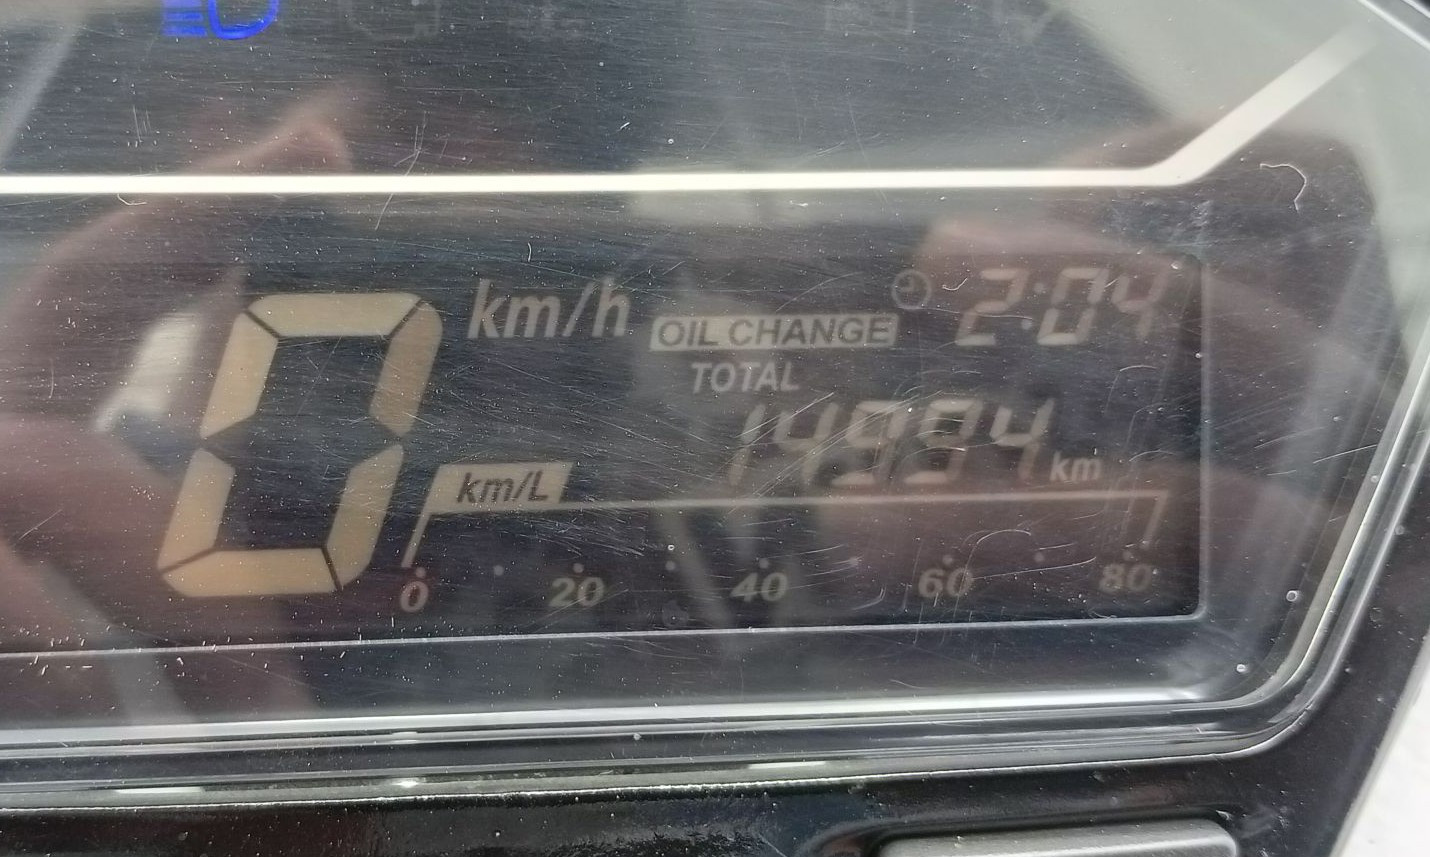 0 km/h
OIL CHANGE
2:04
TOTAL
14994 km
km/L
0 20 40 60 80